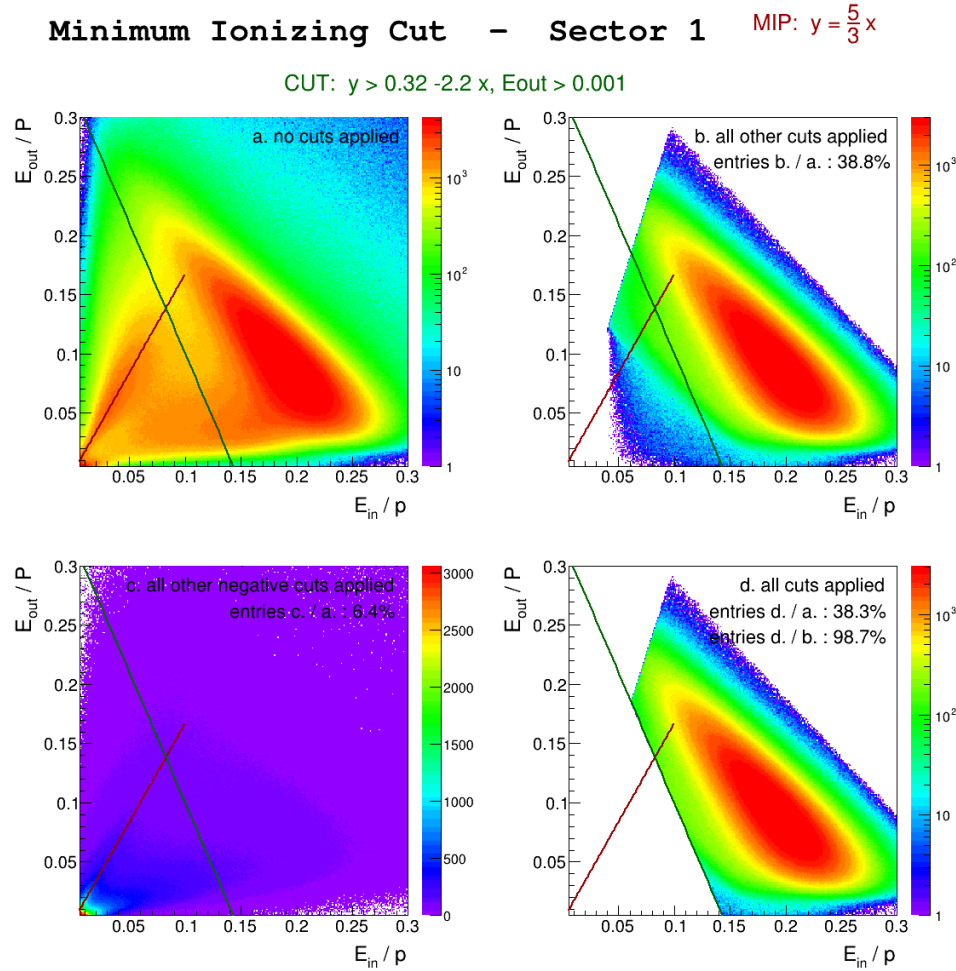 Minimum Ionizing Cut – Sector 1
MIP: y = 5/3 x
CUT: y > 0.32 -2.2 x, Eout > 0.001
E_out / P
0.3
0.25
0.2
0.15
0.1
0.05
a. no cuts applied
10^3
10^2
10
1
0.05 0.1 0.15 0.2 0.25 0.3
E_in / p
E_out / P
0.3
0.25
0.2
0.15
0.1
0.05
b. all other cuts applied
entries b. / a. : 38.8%
10^3
10^2
10
1
0.05 0.1 0.15 0.2 0.25 0.3
E_in / p
E_out / P
0.3
0.25
0.2
0.15
0.1
0.05
c. all other negative cuts applied
entries c. / a. : 6.4%
3000
2500
2000
1500
1000
500
0
0.05 0.1 0.15 0.2 0.25 0.3
E_in / p
E_out / P
0.3
0.25
0.2
0.15
0.1
0.05
d. all cuts applied
entries d. / a. : 38.3%
entries d. / b. : 98.7%
10^3
10^2
10
1
0.05 0.1 0.15 0.2 0.25 0.3
E_in / p